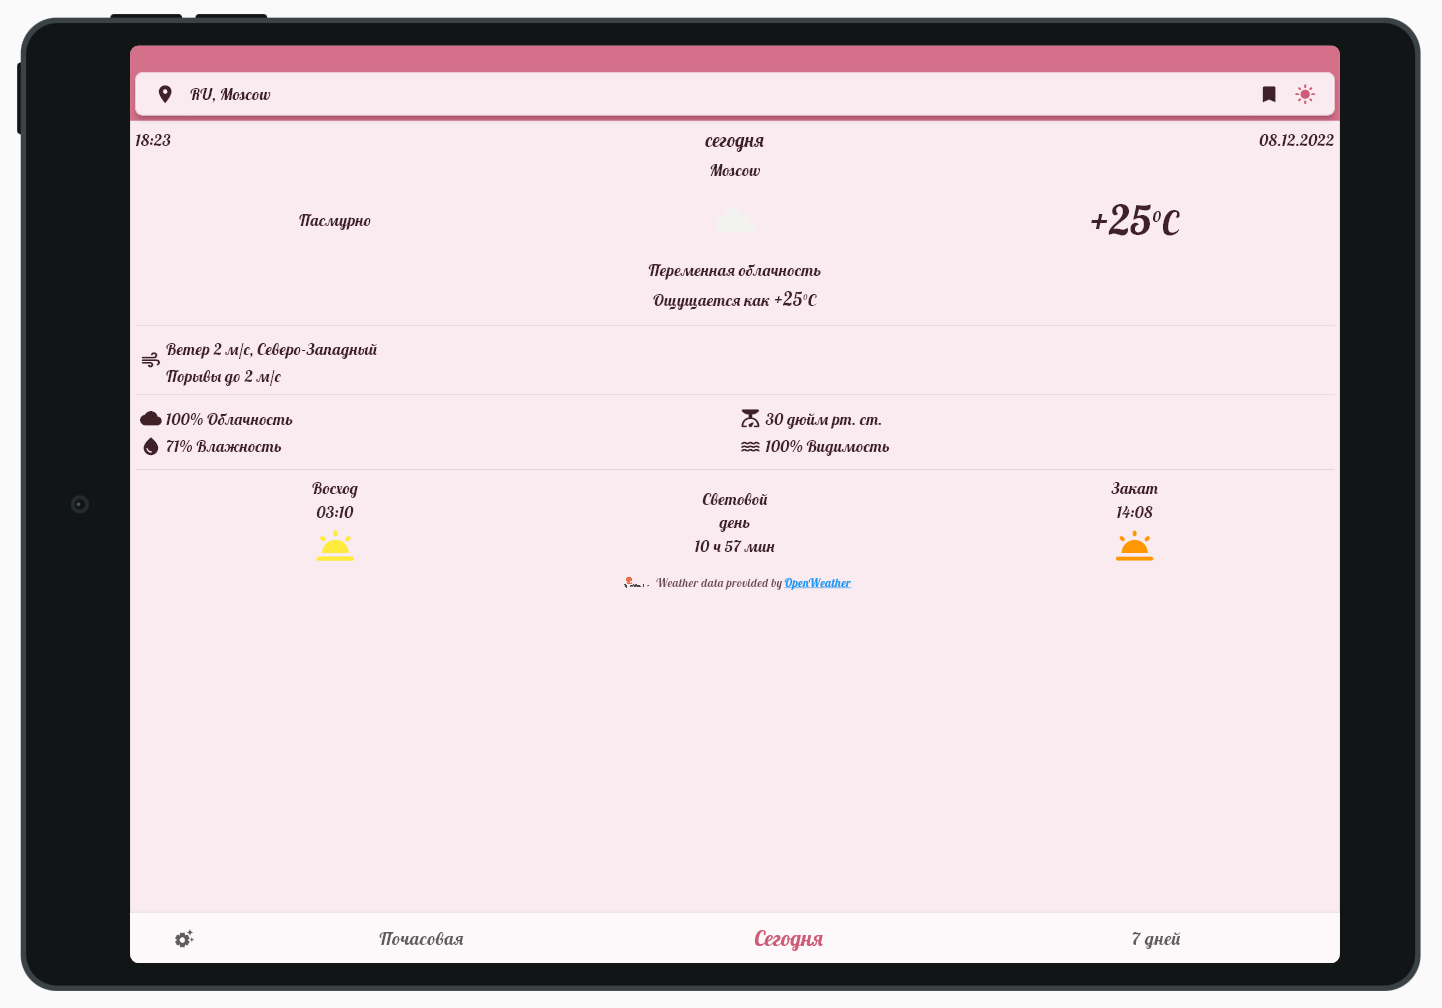 RU, Moscow
18:23 сегодня 08.12.2022
Moscow
Пасмурно +25°C
Переменная облачность
Ощущается как +25°C
Ветер 2 м/с, Северо-Западный
Порывы до 2 м/с
100% Облачность 30 дюйм рт. ст.
71% Влажность 100% Видимость
Восход
03:10
Световой
день
10 ч 57 мин
Закат
14:08
Weather data provided by OpenWeather
Почасовая Сегодня 7 дней